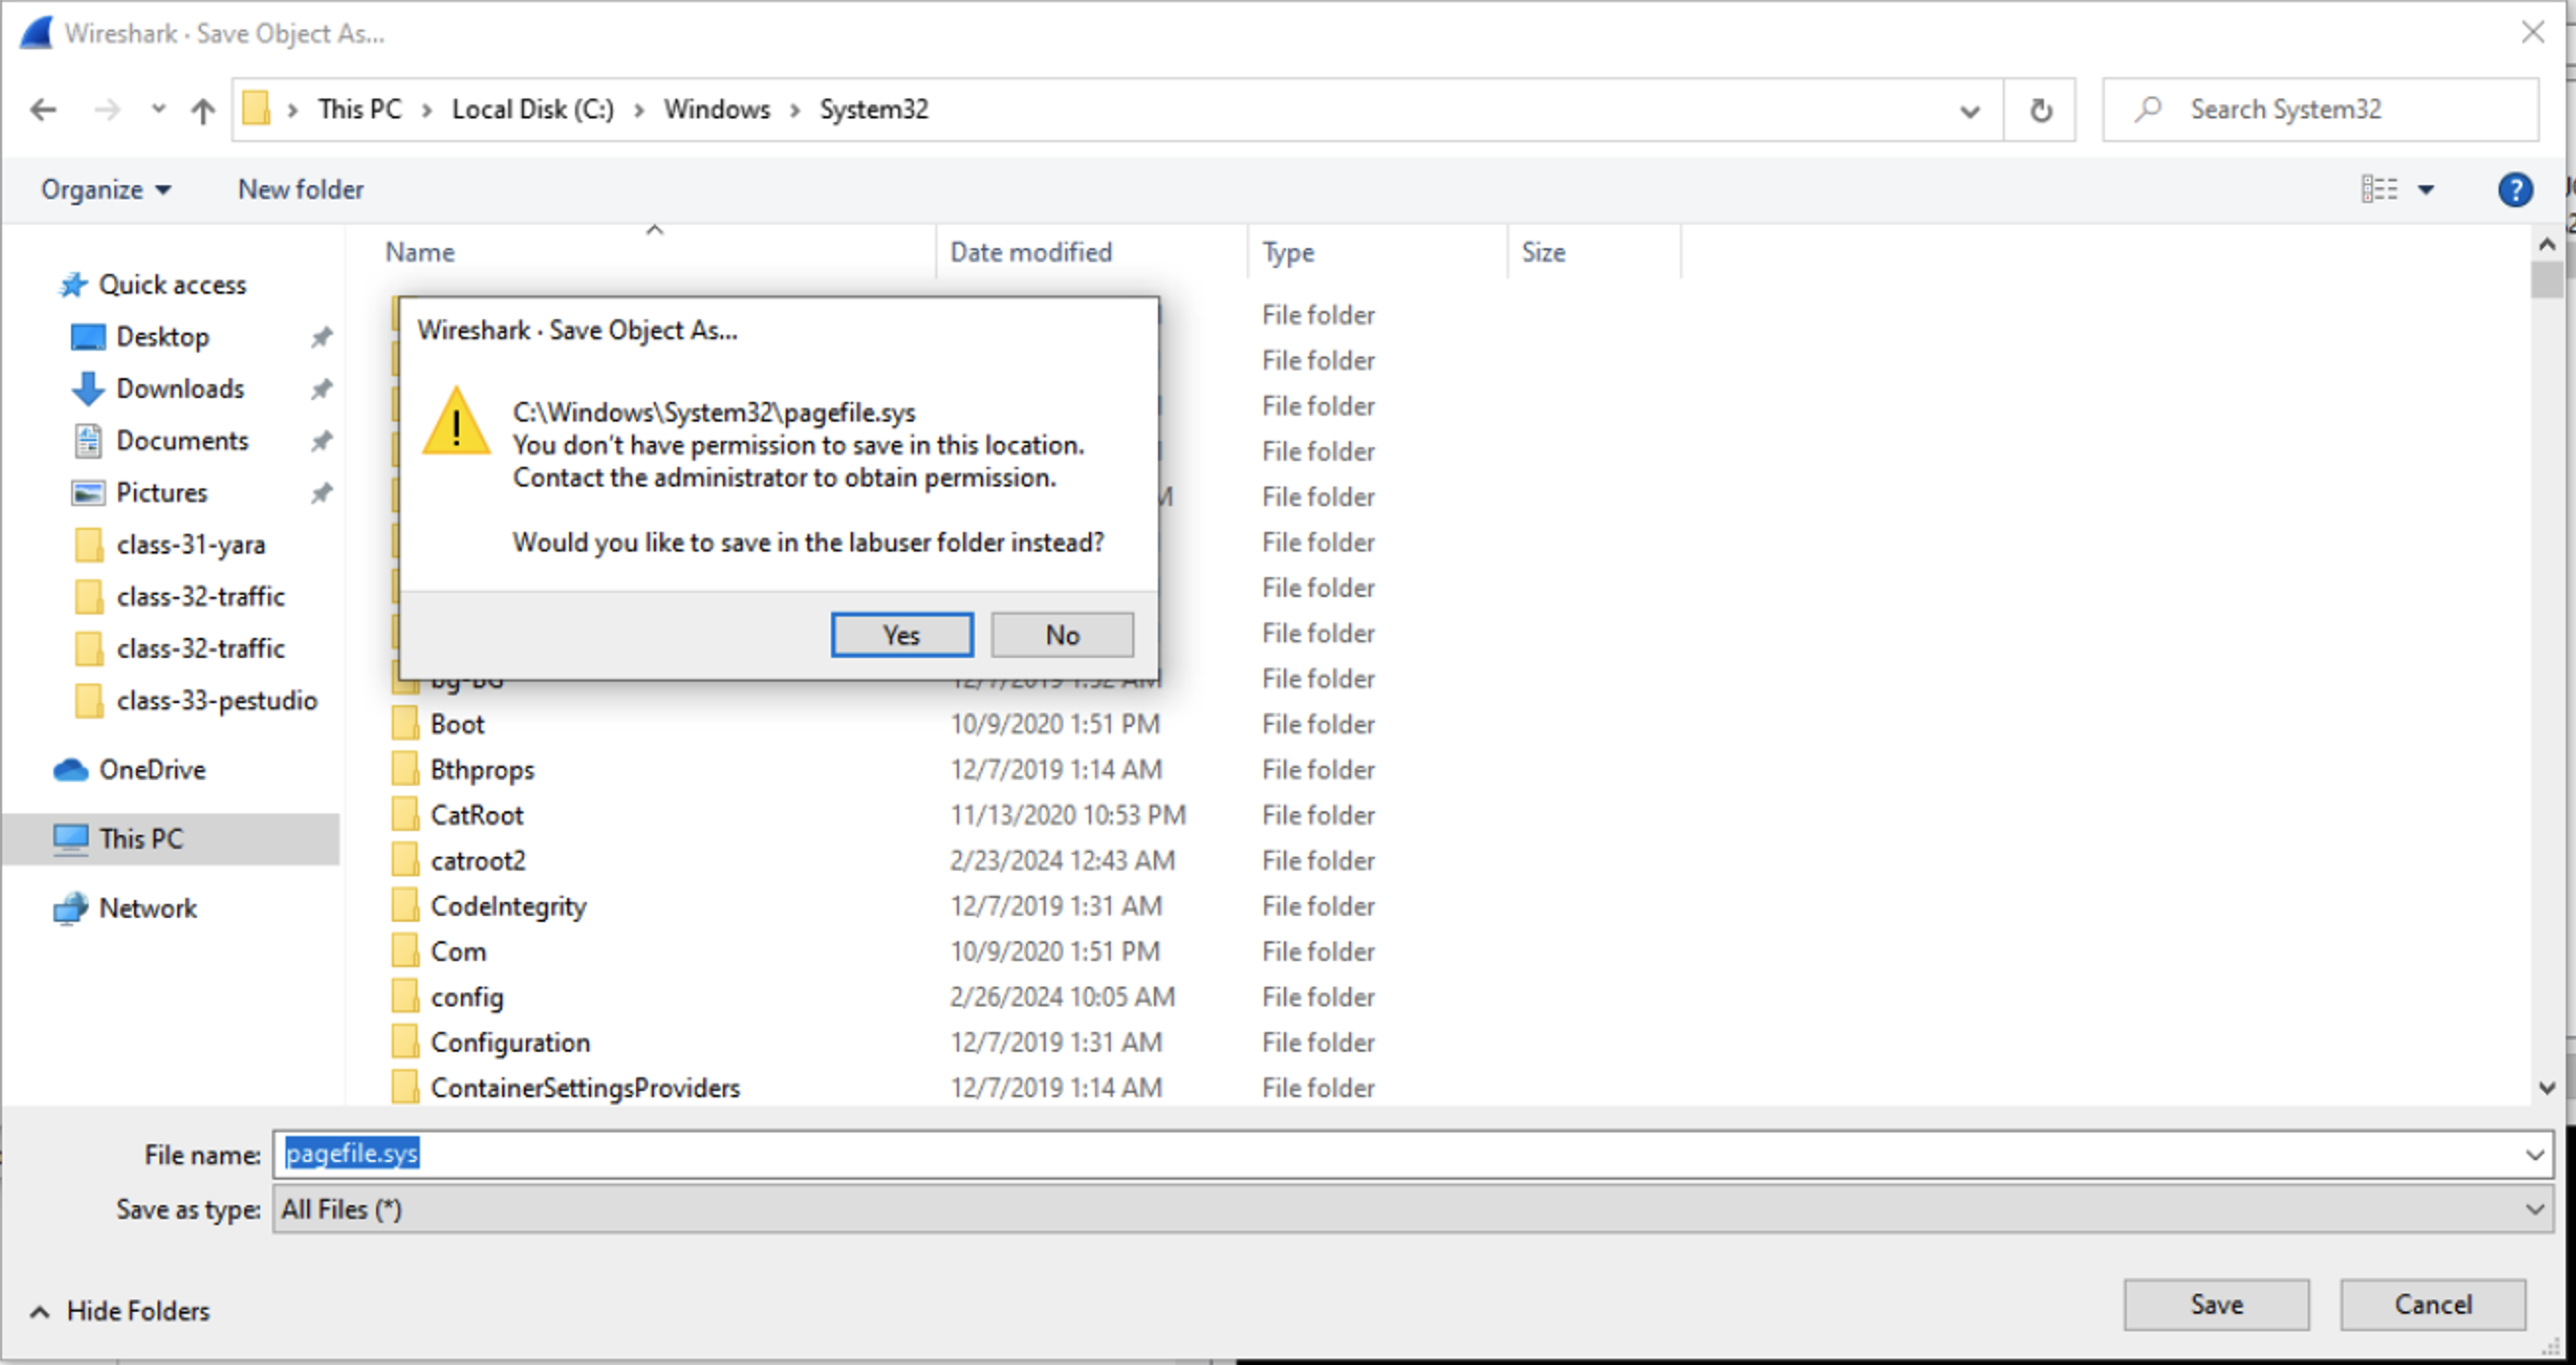 Wireshark · Save Object As...
This PC > Local Disk (C:) > Windows > System32
Search System32
Organize
New folder
Name
Date modified
Type
Size
Quick access
Desktop
Downloads
Documents
Pictures
class-31-yara
class-32-traffic
class-32-traffic
class-33-pestudio
OneDrive
This PC
Network
File folder
File folder
File folder
File folder
File folder
File folder
File folder
File folder
Wireshark · Save Object As...
C:\Windows\System32\pagefile.sys
You don't have permission to save in this location.
Contact the administrator to obtain permission.
Would you like to save in the labuser folder instead?
Yes
No
bg-BG 12/7/2019 1:52 AM File folder
Boot 10/9/2020 1:51 PM File folder
Bthprops 12/7/2019 1:14 AM File folder
CatRoot 11/13/2020 10:53 PM File folder
catroot2 2/23/2024 12:43 AM File folder
CodeIntegrity 12/7/2019 1:31 AM File folder
Com 10/9/2020 1:51 PM File folder
config 2/26/2024 10:05 AM File folder
Configuration 12/7/2019 1:31 AM File folder
ContainerSettingsProviders 12/7/2019 1:14 AM File folder
File name: pagefile.sys
Save as type: All Files (*)
Hide Folders
Save
Cancel